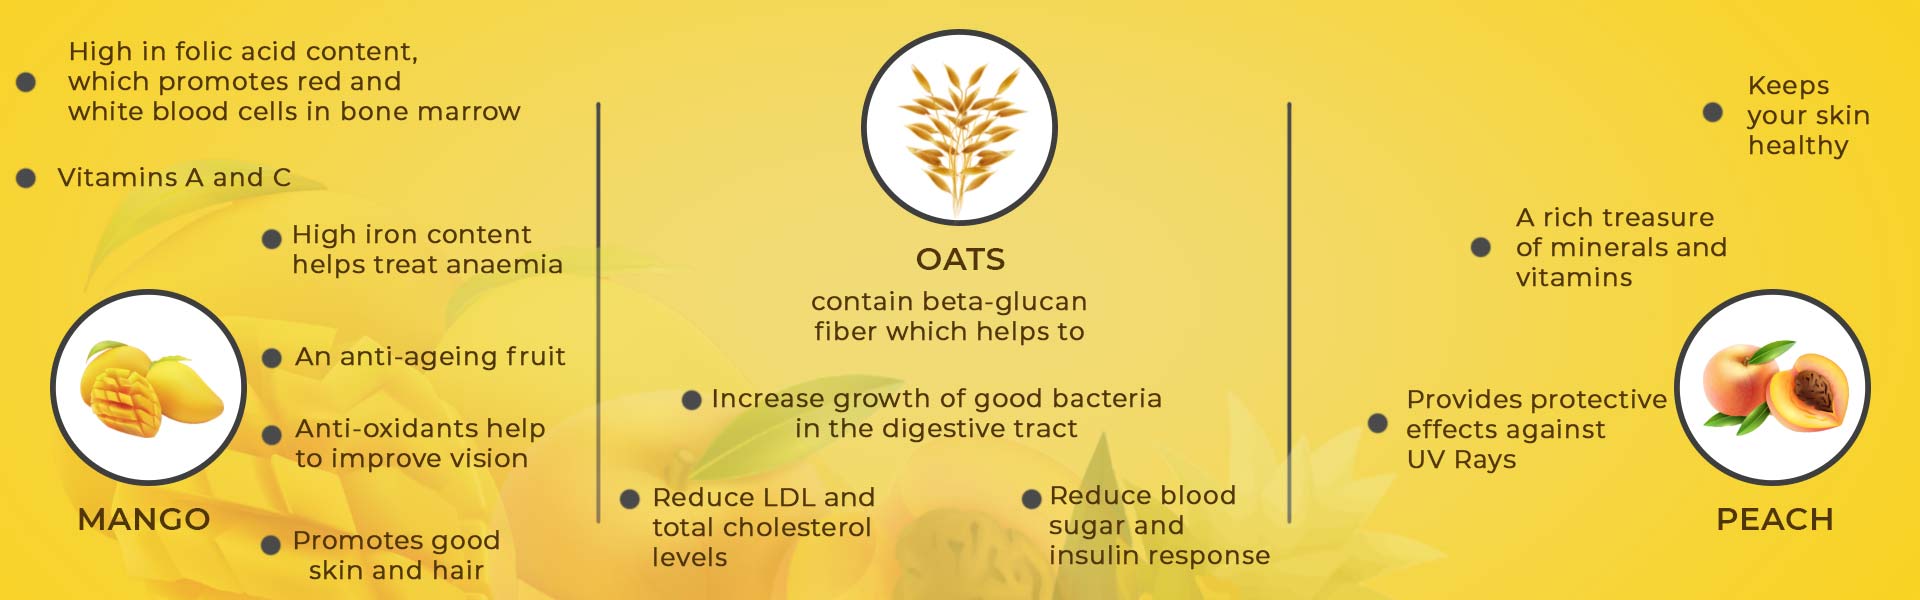 High in folic acid content,
which promotes red and
white blood cells in bone marrow
Vitamins A and C
High iron content
helps treat anaemia
An anti-ageing fruit
Anti-oxidants help
to improve vision
Promotes good
skin and hair
MANGO
OATS
contain beta-glucan
fiber which helps to
Increase growth of good bacteria
in the digestive tract
Reduce LDL and
total cholesterol
levels
Reduce blood
sugar and
insulin response
Keeps
your skin
healthy
A rich treasure
of minerals and
vitamins
Provides protective
effects against
UV Rays
PEACH